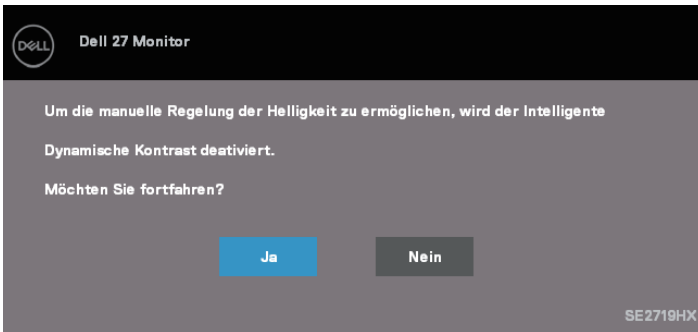 DELL
Dell 27 Monitor
Um die manuelle Regelung der Helligkeit zu ermöglichen, wird der Intelligente
Dynamische Kontrast deativiert.
Möchten Sie fortfahren?
Ja
Nein
SE2719HX